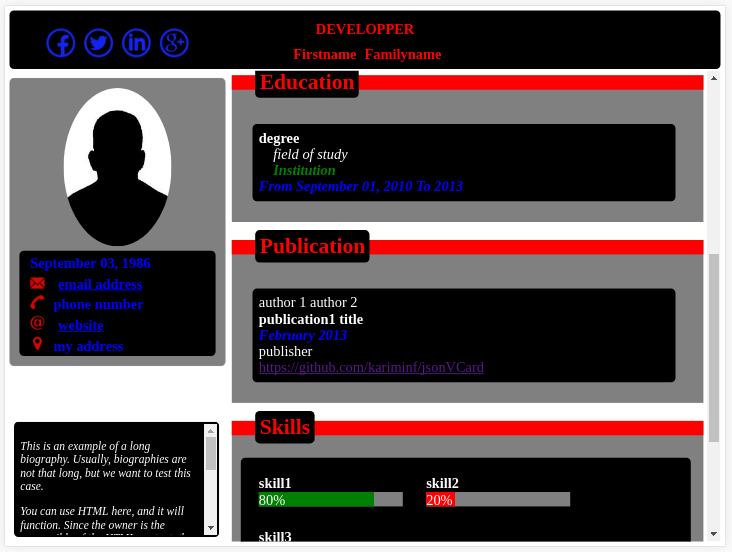 DEVELOPPER
Firstname Familyname
September 03, 1986
email address
phone number
@ website
my address
This is an example of a long
biography. Usually, biographies are
not that long, but we want to test this
case.
You can use HTML here, and it will
function. Since the owner is the
Education
degree
field of study
Institution
From September 01, 2010 To 2013
Publication
author 1 author 2
publication1 title
February 2013
publisher
https://github.com/kariminf/jsonVCard
Skills
skill1 skill2
80% 20%
skill3